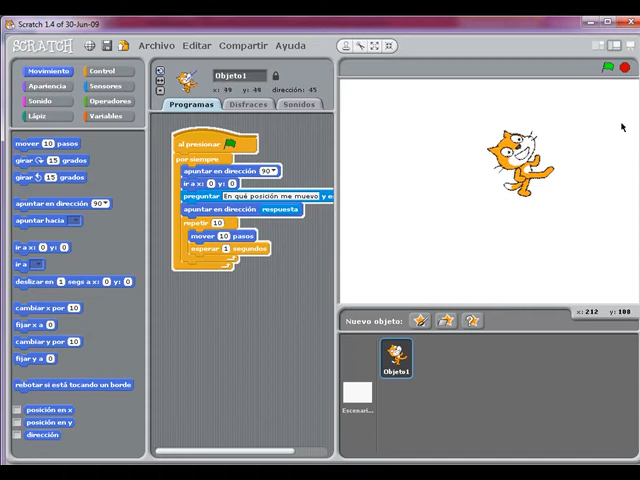 Scratch 1.4 of 30-Jun-09
SCRATCH Archivo Editar Compartir Ayuda
Movimiento Control
Apariencia Sensores
Sonido Operadores
Lápiz Variables
mover 10 pasos
girar 15 grados
girar 15 grados
apuntar en dirección 90
apuntar hacia
ir a x: 0 y: 0
ir a
deslizar en 1 segs a x: 0 y: 0
cambiar x por 10
fijar x a 0
cambiar y por 10
fijar y a 0
rebotar si está tocando un borde
posición en x
posición en y
dirección
Objeto1
x: 49 y: 49 dirección: 45
Programas Disfraces Sonidos
al presionar
por siempre
apuntar en dirección 90
ir a x: 0 y: 0
preguntar En qué posición me muevo y es
apuntar en dirección respuesta
repetir 10
mover 10 pasos
esperar 1 segundos
x: 212 y: 108
Nuevo objeto:
Objeto1
Escenari...